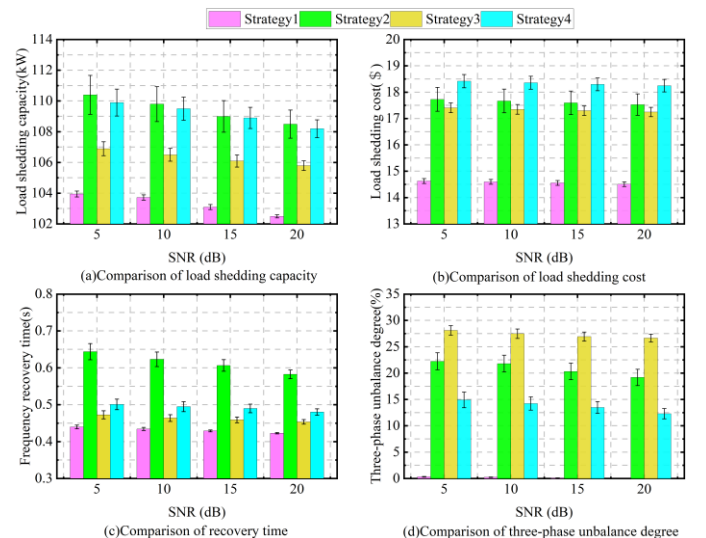 Strategy1 Strategy2 Strategy3 Strategy4
Load shedding capacity(kW)
114
112
110
108
106
104
102
5 10 15 20
SNR (dB)
(a)Comparison of load shedding capacity
Load shedding cost( $ )
20
19
18
17
16
15
14
13
5 10 15 20
SNR (dB)
(b)Comparison of load shedding cost
Frequency recovery time(s)
0.8
0.7
0.6
0.5
0.4
0.3
5 10 15 20
SNR (dB)
(c)Comparison of recovery time
Three-phase unbalance degree(%)
35
30
25
20
15
10
5
0
5 10 15 20
SNR (dB)
(d)Comparison of three-phase unbalance degree